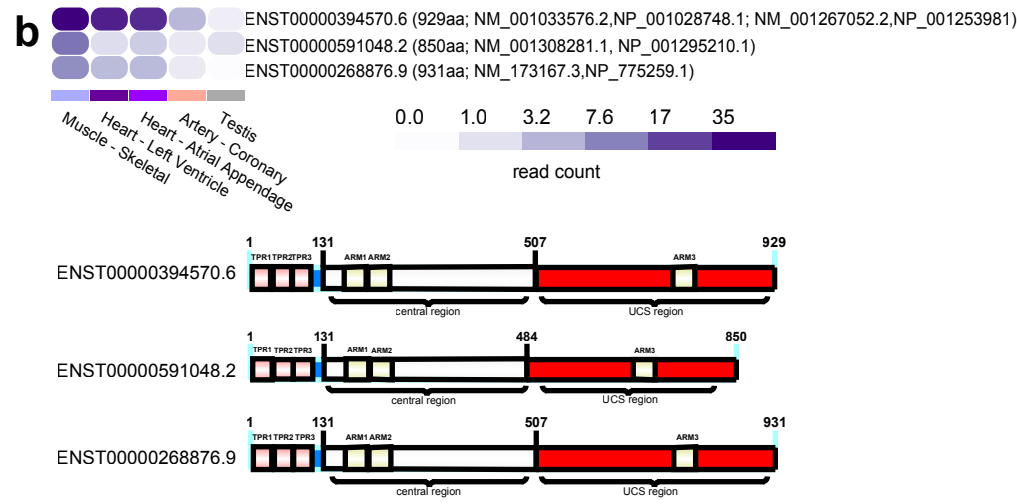 b
ENST00000394570.6 (929aa; NM_001033576.2,NP_001028748.1; NM_001267052.2,NP_001253981)
ENST00000591048.2 (850aa; NM_001308281.1, NP_001295210.1)
ENST00000268876.9 (931aa; NM_173167.3,NP_775259.1)
Muscle - Skeletal
Heart - Left Ventricle
Heart - Atrial Appendage
Artery - Coronary
Testis
0.0 1.0 3.2 7.6 17 35
read count
1 131 507 929
TPR1 TPR2 TPR3 ARM1 ARM2 ARM3
ENST00000394570.6
central region UCS region
1 131 484 850
TPR1 TPR2 TPR3 ARM1 ARM2 ARM3
ENST00000591048.2
central region UCS region
1 131 507 931
TPR1 TPR2 TPR3 ARM1 ARM2 ARM3
ENST00000268876.9
central region UCS region